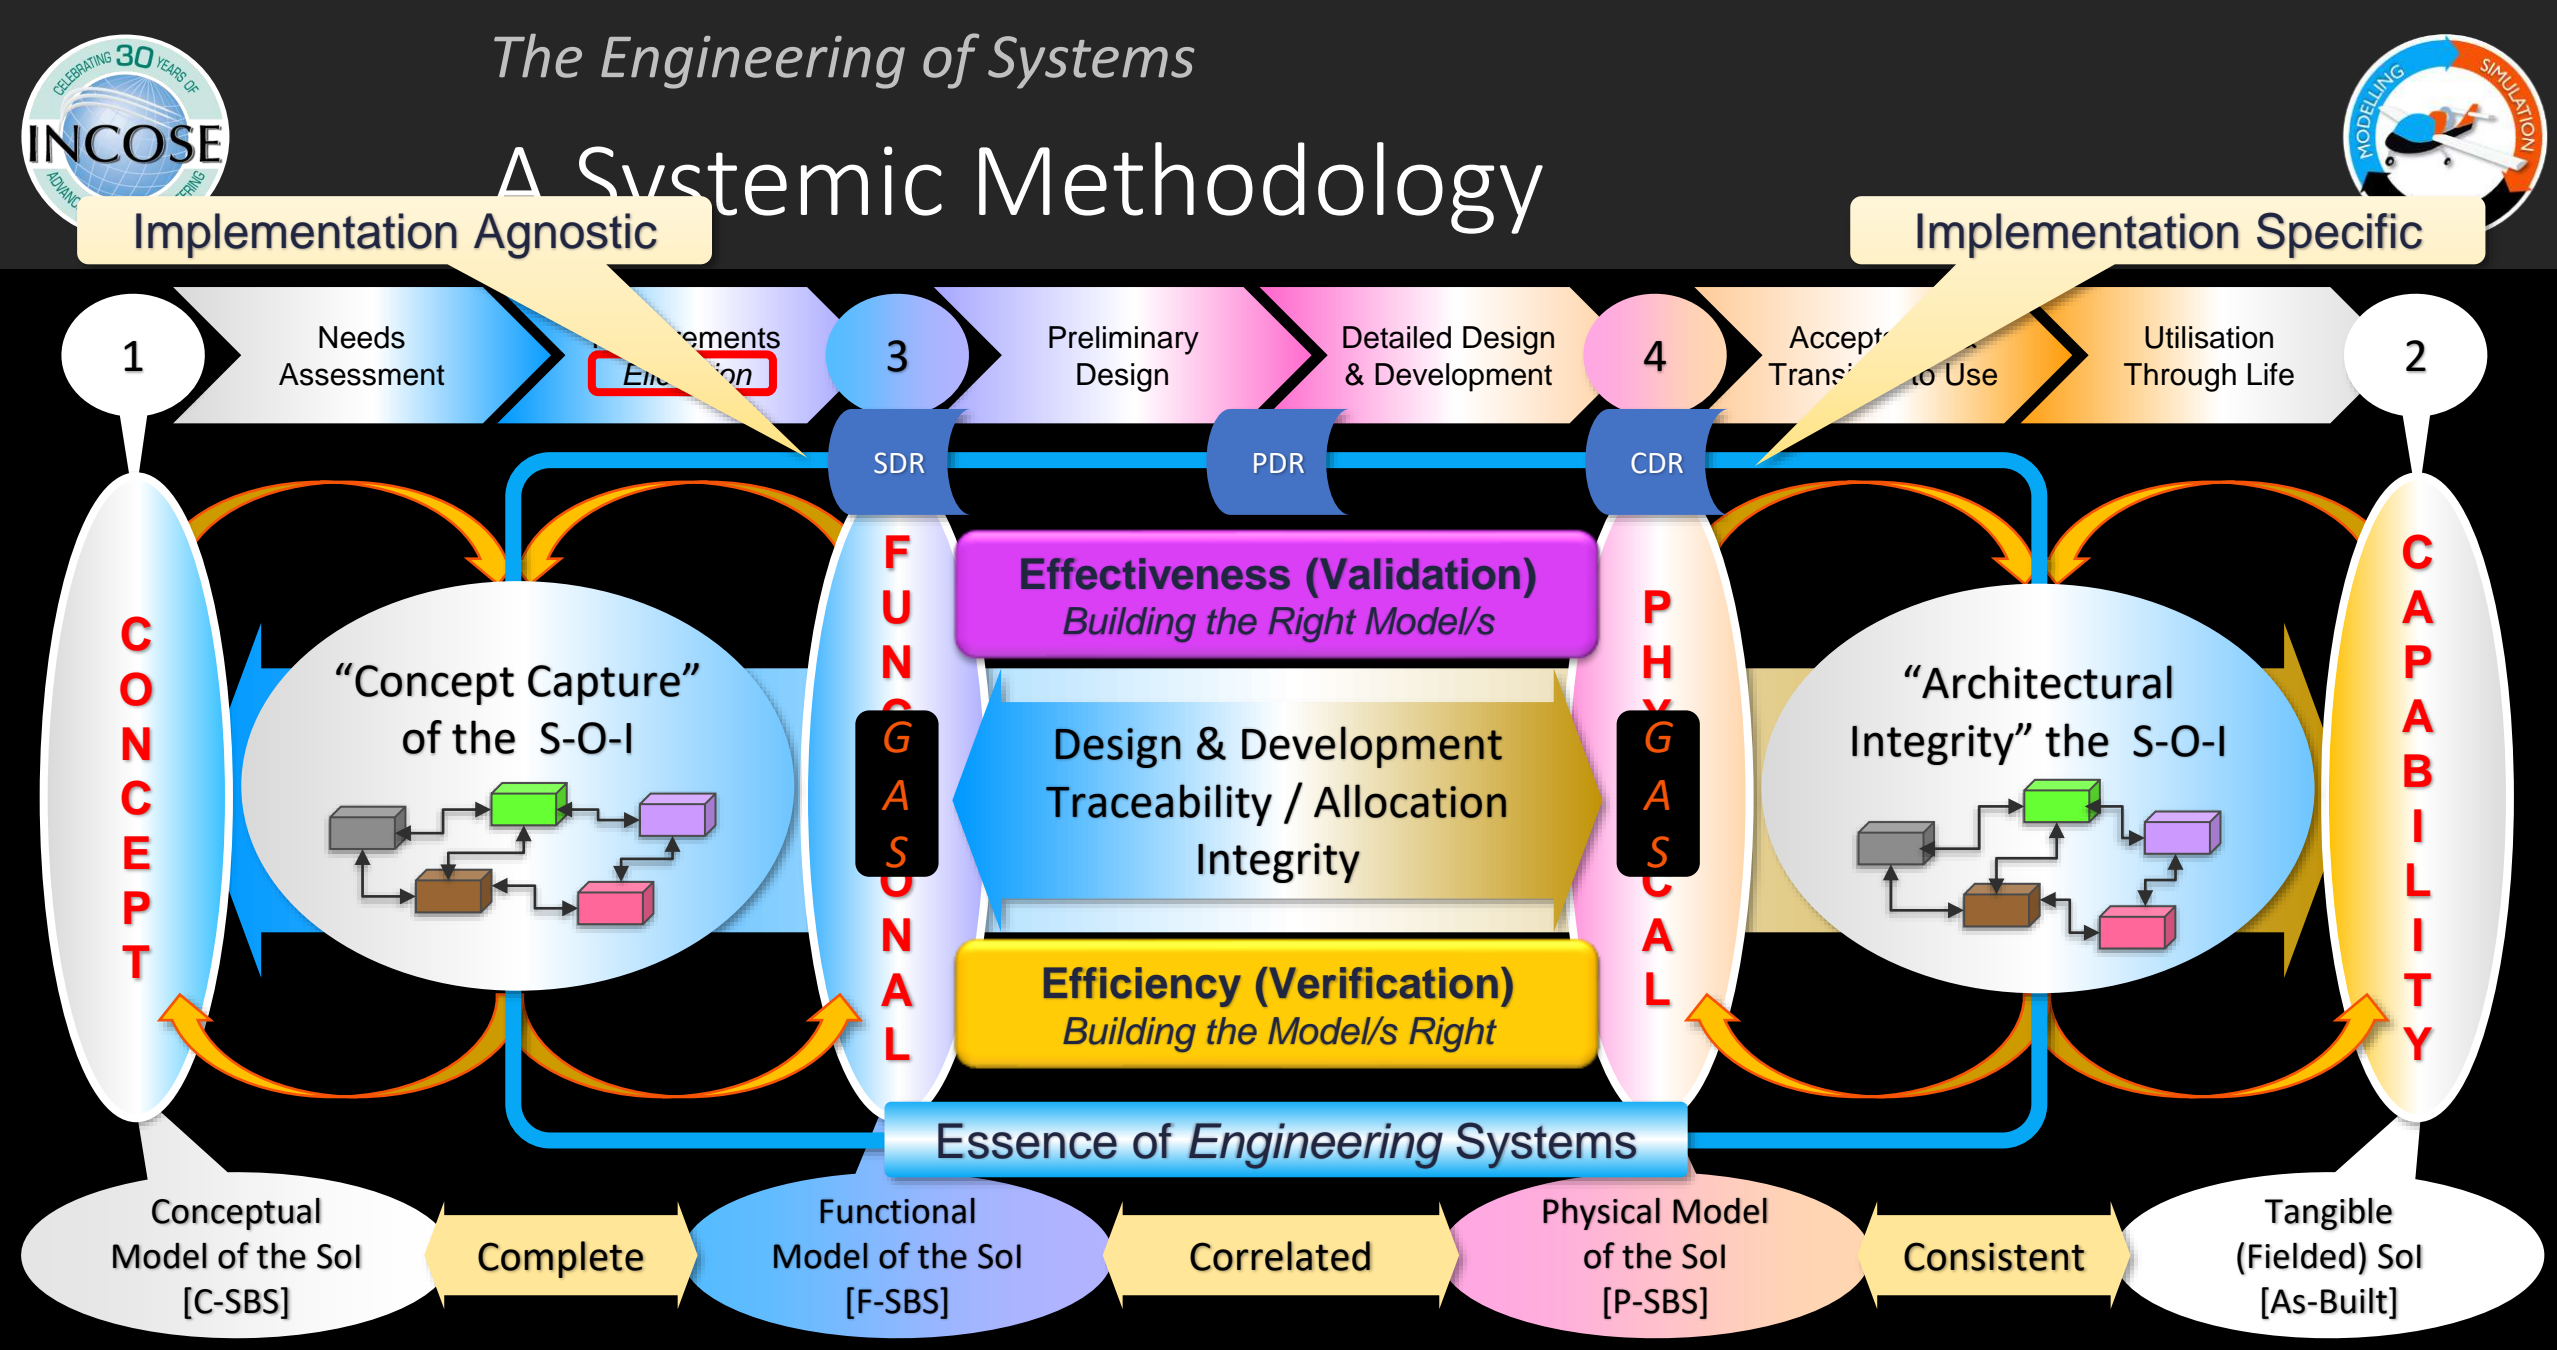 The Engineering of Systems
A Systemic Methodology
CELEBRATING 30 YEARS OF
INCOSE
MODELLING
SIMULATION
Implementation Agnostic
Implementation Specific
1
Needs
Assessment
3
Preliminary
Design
Detailed Design
& Development
4
to Use
Utilisation
Through Life
2
SDR
PDR
CDR
CONCEPT
"Concept Capture"
of the S-O-I
G
A
S
Effectiveness (Validation)
Building the Right Model/s
Design & Development
Traceability / Allocation
Integrity
Efficiency (Verification)
Building the Model/s Right
G
A
S
"Architectural
Integrity" the S-O-I
CAPABILITY
Essence of Engineering Systems
Conceptual
Model of the SoI
[C-SBS]
Complete
Functional
Model of the SoI
[F-SBS]
Correlated
Physical Model
of the SoI
[P-SBS]
Consistent
Tangible
(Fielded) SoI
[As-Built]